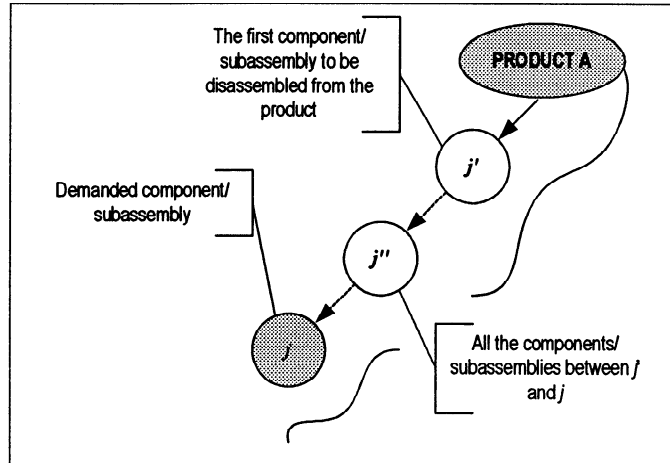 The first component/
subassembly to be
disassembled from the
product
PRODUCT A
j'
Demanded component/
subassembly
j''
j
All the components/
subassemblies between j'
and j